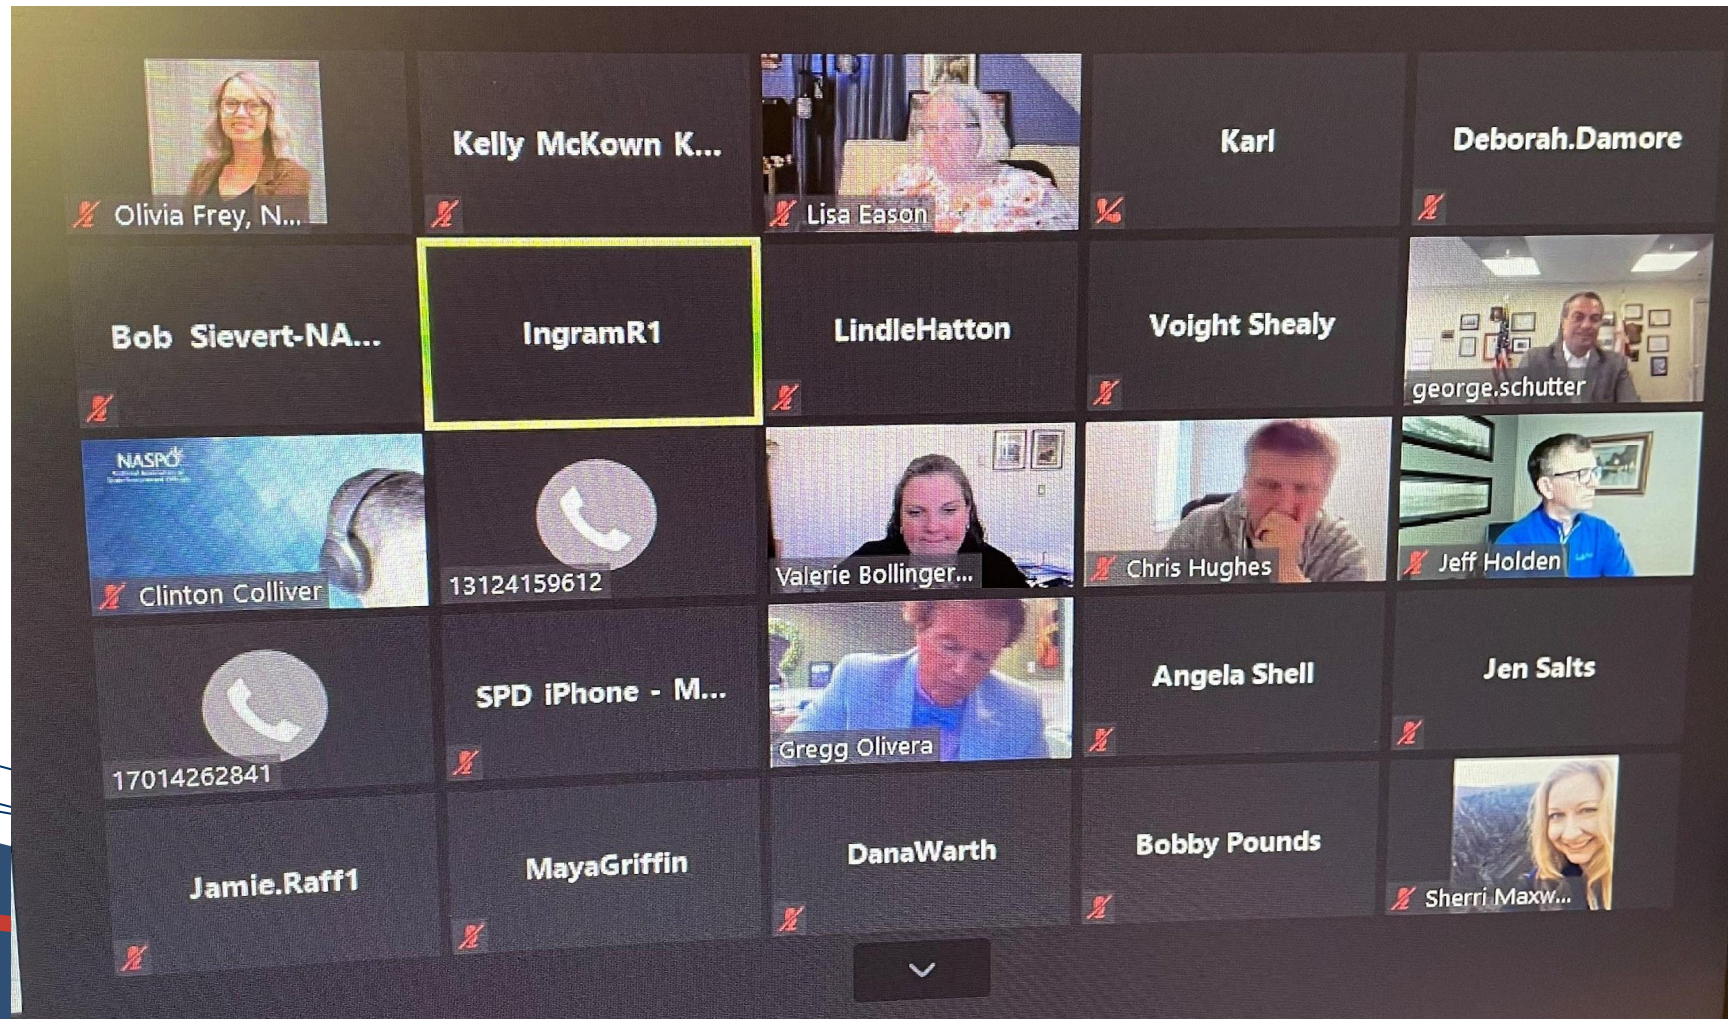 Olivia Frey, N...
Kelly McKown K...
Lisa Eason
Karl
Deborah.Damore
Bob Sievert-NA...
IngramR1
LindleHatton
Voight Shealy
george.schutter
NASPO
Clinton Colliver
13124159612
Valerie Bollinger...
Chris Hughes
Jeff Holden
17014262841
SPD iPhone - M...
Gregg Olivera
Angela Shell
Jen Salts
Jamie.Raff1
MayaGriffin
DanaWarth
Bobby Pounds
Sherri Maxw...